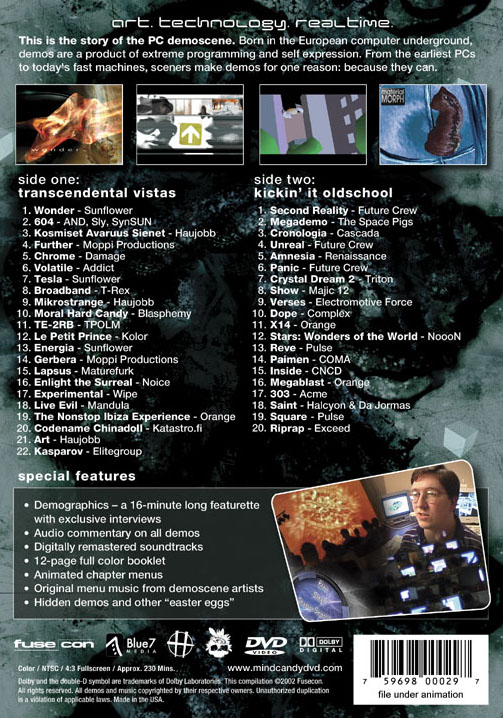 art. technology. realtime.
This is the story of the PC demoscene. Born in the European computer underground,
demos are a product of extreme programming and self expression. From the earliest PCs
to today's fast machines, sceners make demos for one reason: because they can.
wonder
material
MORPH
side one:
transcendental vistas
1. Wonder - Sunflower
2. 604 - AND, Sly, SynSUN
3. Kosmiset Avaruus Sienet - Haujobb
4. Further - Moppi Productions
5. Chrome - Damage
6. Volatile - Addict
7. Tesla - Sunflower
8. Broadband - T-Rex
9. Mikrostrange - Haujobb
10. Moral Hard Candy - Blasphemy
11. TE-2RB - TPOLM
12. Le Petit Prince - Kolor
13. Energia - Sunflower
14. Gerbera - Moppi Productions
15. Lapsus - Maturefurk
16. Enlight the Surreal - Noice
17. Experimental - Wipe
18. Live Evil - Mandula
19. The Nonstop Ibiza Experience - Orange
20. Codename Chinadoll - Katastro.fi
21. Art - Haujobb
22. Kasparov - Elitegroup
side two:
kickin' it oldschool
1. Second Reality - Future Crew
2. Megademo - The Space Pigs
3. Cronologia - Cascada
4. Unreal - Future Crew
5. Amnesia - Renaissance
6. Panic - Future Crew
7. Crystal Dream 2 - Triton
8. Show - Majic 12
9. Verses - Electromotive Force
10. Dope - Complex
11. X14 - Orange
12. Stars: Wonders of the World - NoooN
13. Reve - Pulse
14. Paimen - COMA
15. Inside - CNCD
16. Megablast - Orange
17. 303 - Acme
18. Saint - Halcyon & Da Jormas
19. Square - Pulse
20. Riprap - Exceed
special features
• Demographics – a 16-minute long featurette
with exclusive interviews
• Audio commentary on all demos
• Digitally remastered soundtracks
• 12-page full color booklet
• Animated chapter menus
• Original menu music from demoscene artists
• Hidden demos and other "easter eggs"
fusecon
Blue7
MEDIA
DVD
VIDEO
DOLBY
DIGITAL
Color / NTSC / 4:3 Fullscreen / Approx. 230 Mins.
www.mindcandydvd.com
Dolby and the double-D symbol are trademarks of Dolby Laboratories. This compilation ©2002 Fusecon.
All rights reserved. All demos and music copyrighted by their respective owners. Unauthorized duplication
is a violation of applicable laws. Made in the USA.
7 59698 00029 7
file under animation